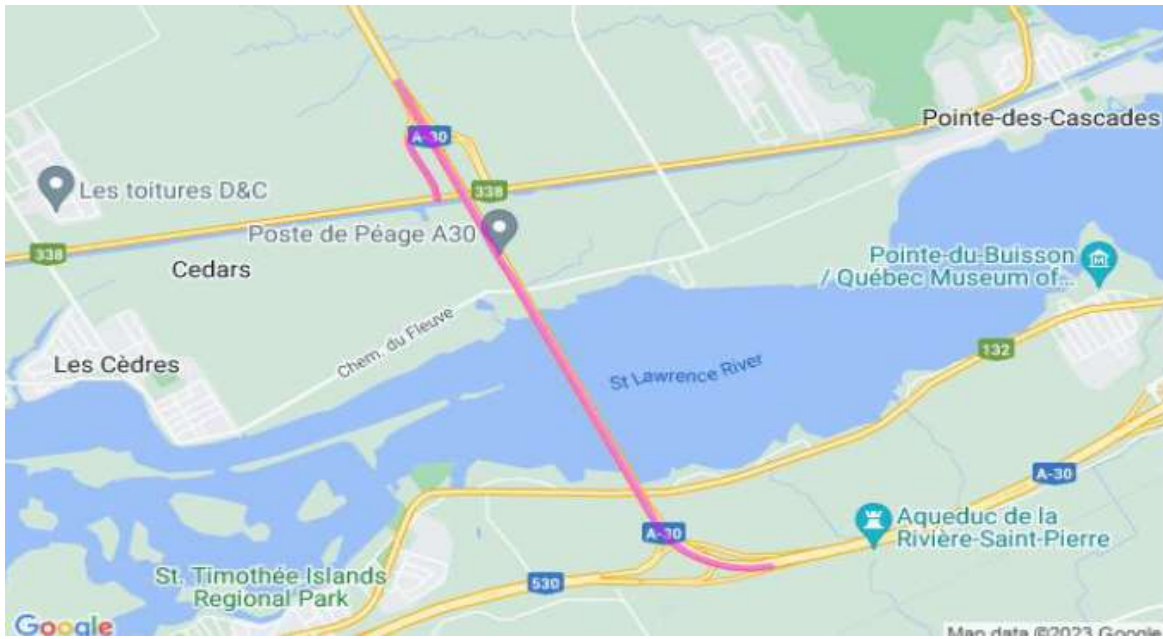 Pointe-des-Cascades
A-30
Les toitures D&C
338
Poste de Péage A30
338
Cedars
Pointe-du-Buisson
/ Québec Museum of...
Chem. du Fleuve
132
Les Cèdres
St Lawrence River
A-30
Aqueduc de la
Rivière-Saint-Pierre
A-30
St. Timothée Islands
Regional Park
530
Google
Map data ©2023 Google